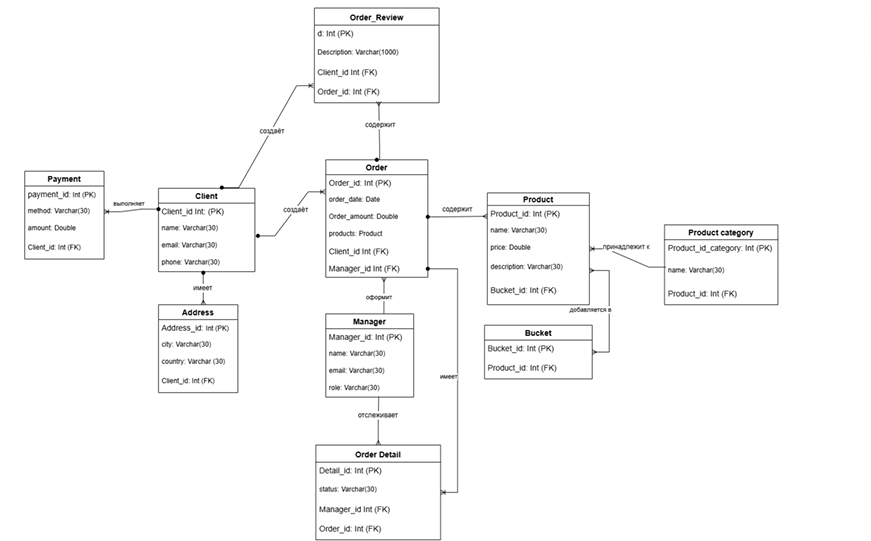 Order_Review
d: Int (PK)
Description: Varchar(1000)
Client_id Int (FK)
Order_id: Int (FK)
создаёт
содержит
Payment
payment_id: Int (PK)
method: Varchar(30)
amount: Double
Client_id: Int (FK)
выполняет
Client
Client_id Int: (PK)
name: Varchar(30)
email: Varchar(30)
phone: Varchar(30)
создаёт
Order
Order_id: Int (PK)
order_date: Date
Order_amount: Double
products: Product
Client_id Int (FK)
Manager_id Int (FK)
содержит
Product
Product_id: Int (PK)
name: Varchar(30)
price: Double
description: Varchar(30)
Bucket_id: Int (FK)
принадлежит к
Product category
Product_id_category: Int (PK)
name: Varchar(30)
Product_id: Int (FK)
имеет
оформит
добавляется в
Address
Address_id: Int (PK)
city: Varchar(30)
country: Varchar (30)
Client_id: Int (FK)
Manager
Manager_id: Int (PK)
name: Varchar(30)
email: Varchar(30)
role: Varchar(30)
Bucket
Bucket_id: Int (PK)
Product_id: Int (FK)
имеет
отслеживает
Order Detail
Detail_id: Int (PK)
status: Varchar(30)
Manager_id Int (FK)
Order_id: Int (FK)